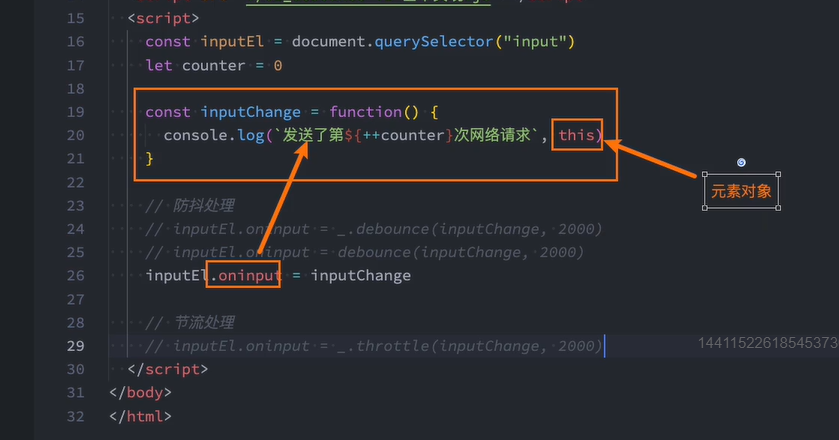 15 <script>
16 const inputEl = document.querySelector("input")
17 let counter = 0
18
19 const inputChange = function() {
20 console.log(`发送了第${++counter}次网络请求`, this)
21 }
22
元素对象
23 // 防抖处理
24 // inputEl.oninput = _.debounce(inputChange, 2000)
25 // inputEl.oninput = debounce(inputChange, 2000)
26 inputEl.oninput = inputChange
27
28 // 节流处理
29 // inputEl.oninput = _.throttle(inputChange, 2000)
14411522618545373
30 </script>
31 </body>
32 </html>